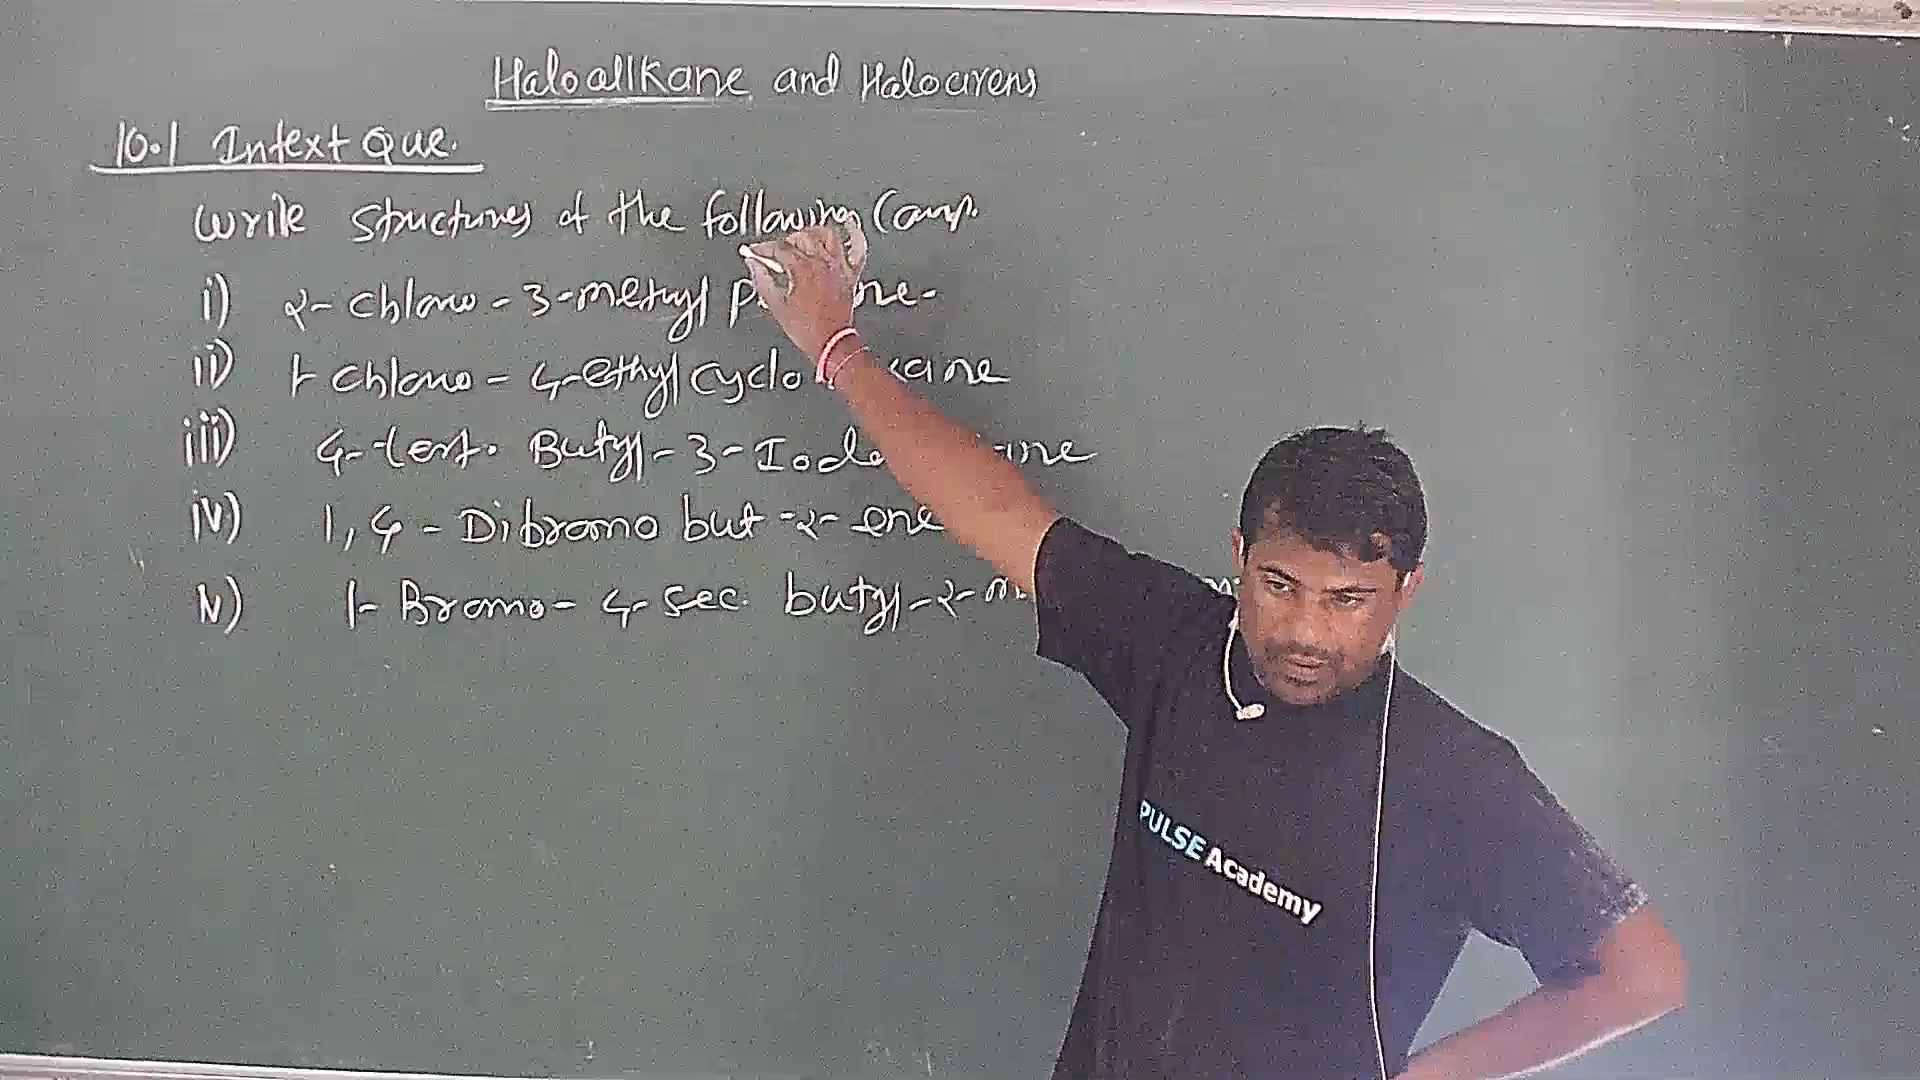 Haloallkane and Haloarens
10.1 Intext Que.
Write structures of the following Comp.
i) 2- chloro - 3-methyl
ii) 1- chloro - 4-ethyl cyclo
iii) 4-tert. Butyl - 3 - Iodo
iv) 1,4 - Dibromo but -2- ene
iv) 1- Bromo - 4- sec. butyl -2-
PULSE Academy